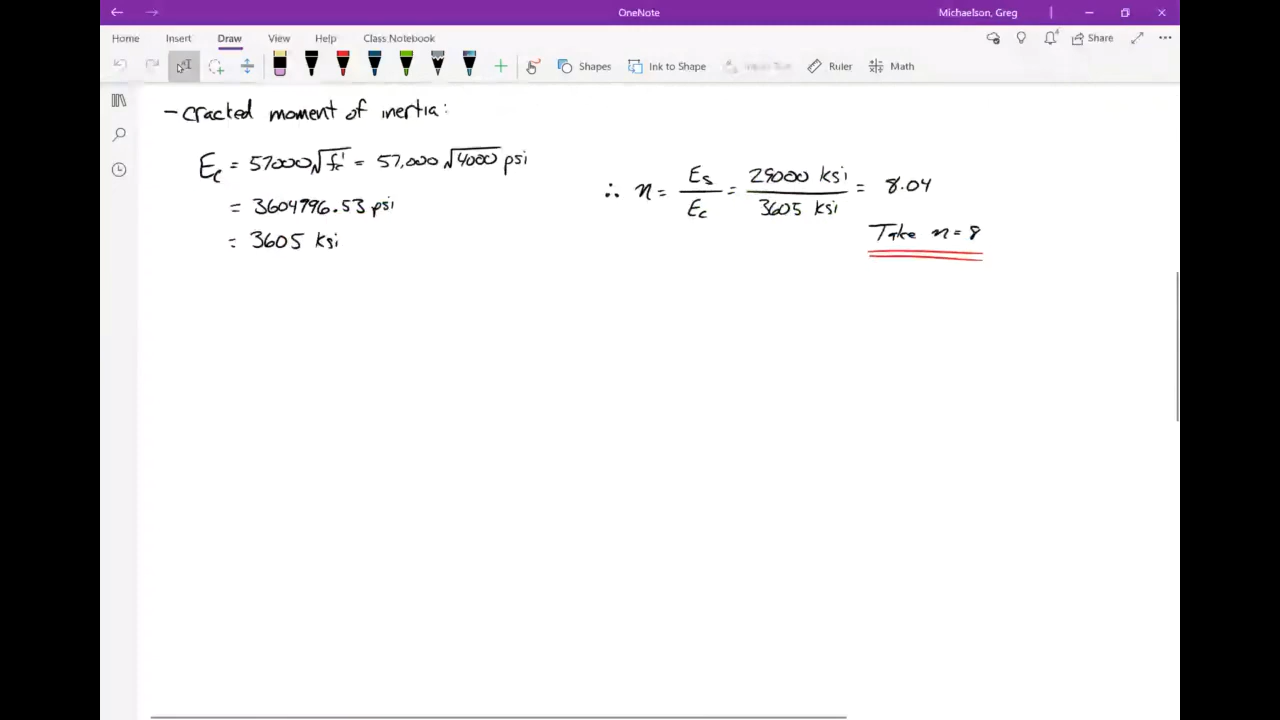 OneNote
Michaelson, Greg
Home Insert Draw View Help Class Notebook
Share
Shapes Ink to Shape Ruler Math
- cracked moment of inertia:
Ec = 57000√f'c = 57,000 √4000 psi
= 3604796.53 psi
= 3605 ksi
∴ n = Es/Ec = 29000 ksi/3605 ksi = 8.04
Take n = 8